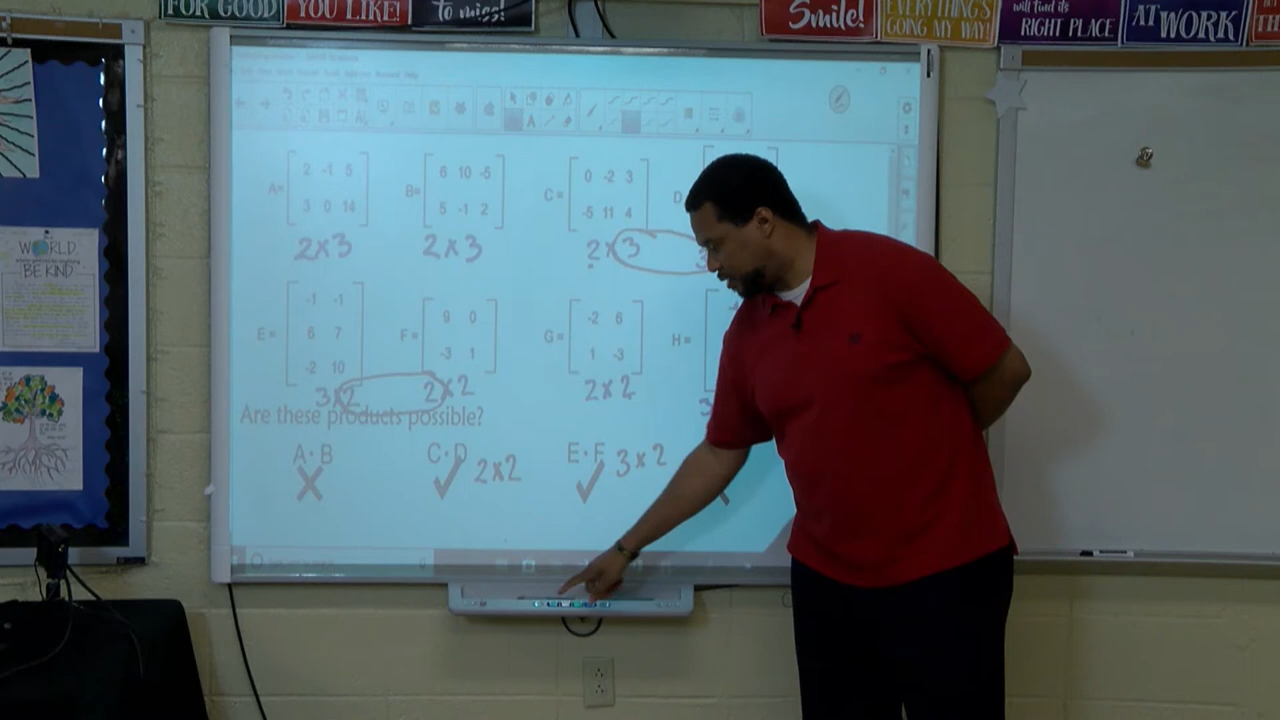 FOR GOOD
YOU LIKE!
to miss!
Smile!
EVERYTHING'S
GOING MY WAY
will find its
RIGHT PLACE
AT WORK
A= 2 -1 5
3 0 14
2x3
B= 6 10 -5
5 -1 2
2x3
C= 0 -2 3
-5 11 4
2x3
D
3
E= -1 -1
6 7
-2 10
3x2
F= 9 0
-3 1
2x2
G= -2 6
1 -3
2x2
H=
3
Are these products possible?
A·B
X
C·D
✓ 2x2
E·F
✓ 3x2
WORLD
BE KIND